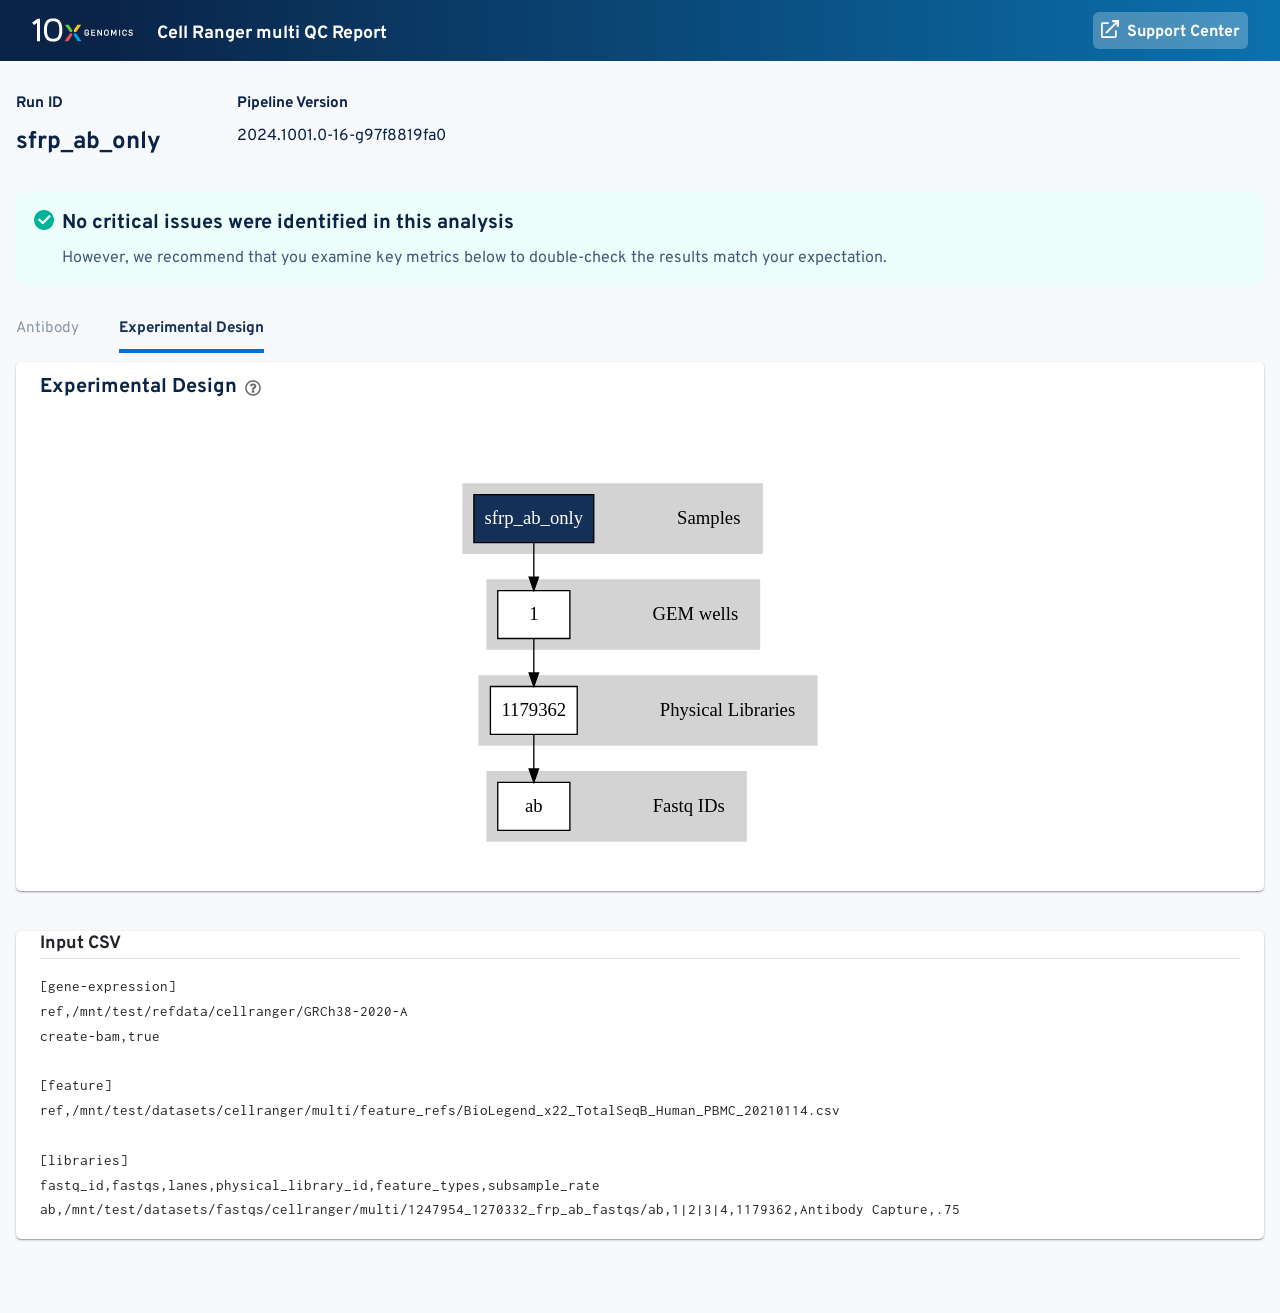 10X GENOMICS Cell Ranger multi QC Report Support Center
Run ID Pipeline Version
sfrp_ab_only 2024.1001.0-16-g97f8819fa0
No critical issues were identified in this analysis
However, we recommend that you examine key metrics below to double-check the results match your expectation.
Antibody Experimental Design
Experimental Design ?
sfrp_ab_only Samples
1 GEM wells
1179362 Physical Libraries
ab Fastq IDs
Input CSV
[gene-expression]
ref,/mnt/test/refdata/cellranger/GRCh38-2020-A
create-bam,true
[feature]
ref,/mnt/test/datasets/cellranger/multi/feature_refs/BioLegend_x22_TotalSeqB_Human_PBMC_20210114.csv
[libraries]
fastq_id,fastqs,lanes,physical_library_id,feature_types,subsample_rate
ab,/mnt/test/datasets/fastqs/cellranger/multi/1247954_1270332_frp_ab_fastqs/ab,1|2|3|4,1179362,Antibody Capture,.75